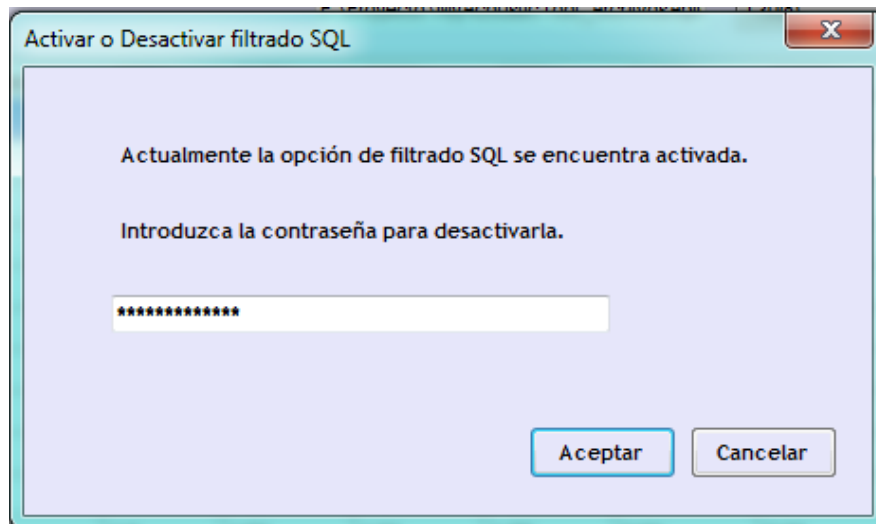 Activar o Desactivar filtrado SQL
Actualmente la opción de filtrado SQL se encuentra activada.
Introduzca la contraseña para desactivarla.
*************
Aceptar
Cancelar